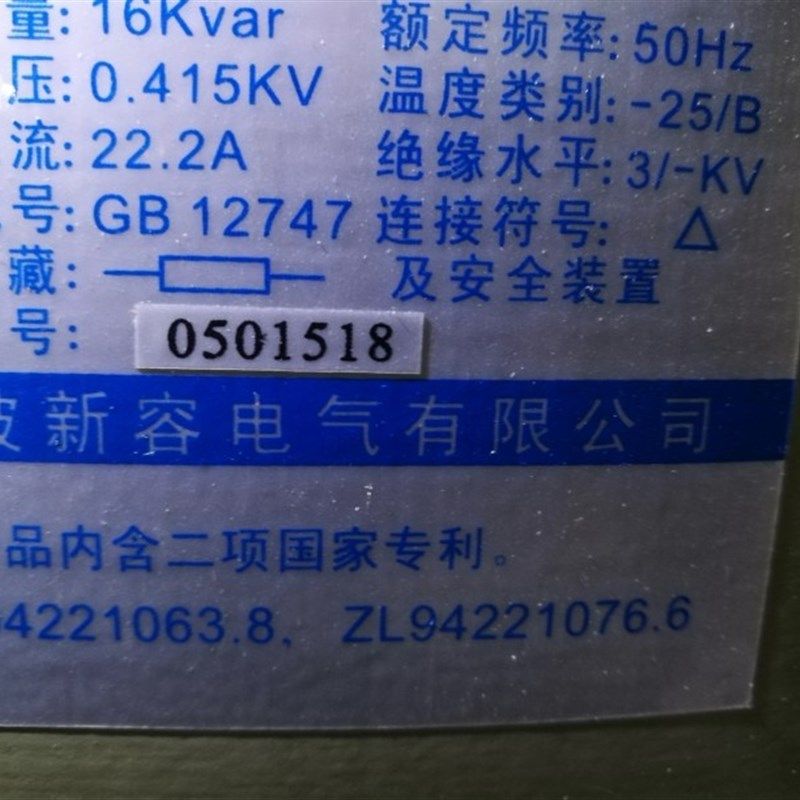 量: 16Kvar 额定频率: 50Hz
压: 0.415KV 温度类别: -25/B
流: 22.2A 绝缘水平: 3/-KV
号: GB 12747 连接符号: △
藏: 及安全装置
号: 0501518
波新容电气有限公司
品内含二项国家专利。
94221063.8、 ZL94221076.6